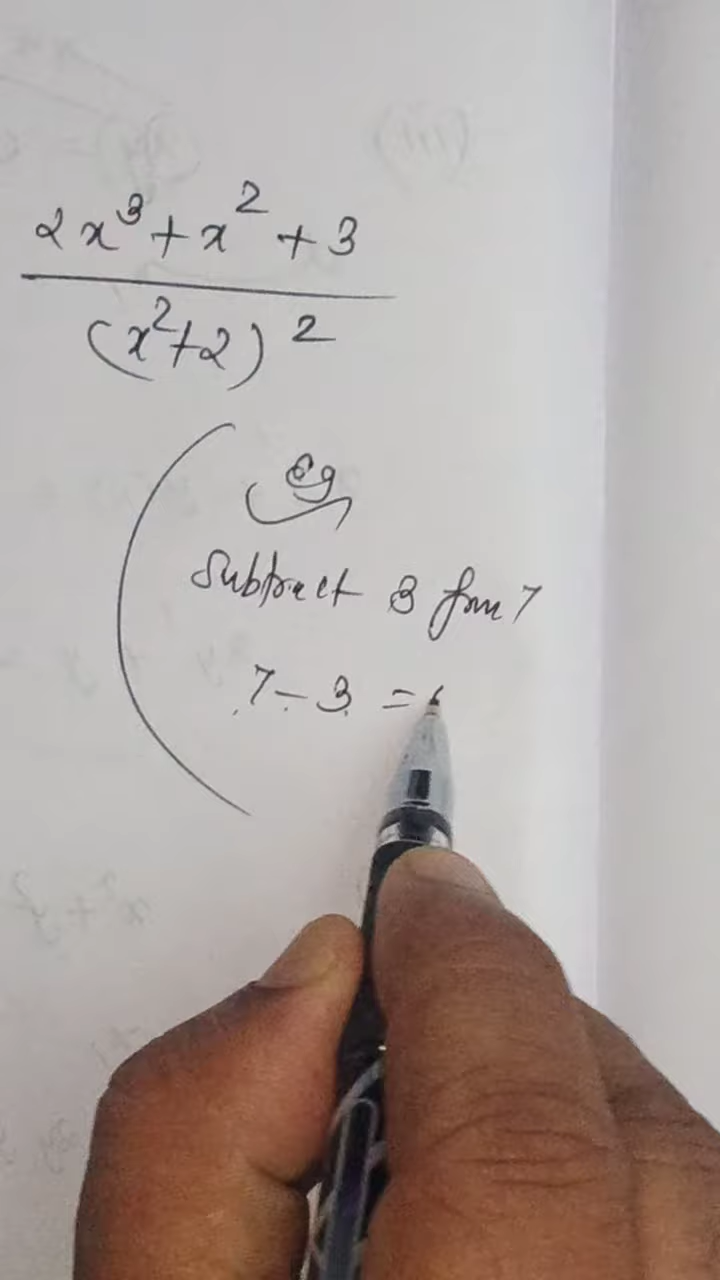 2x³ + x² + 3
(x² + 2)²
eg
Subtract 3 from 7
7 - 3 =